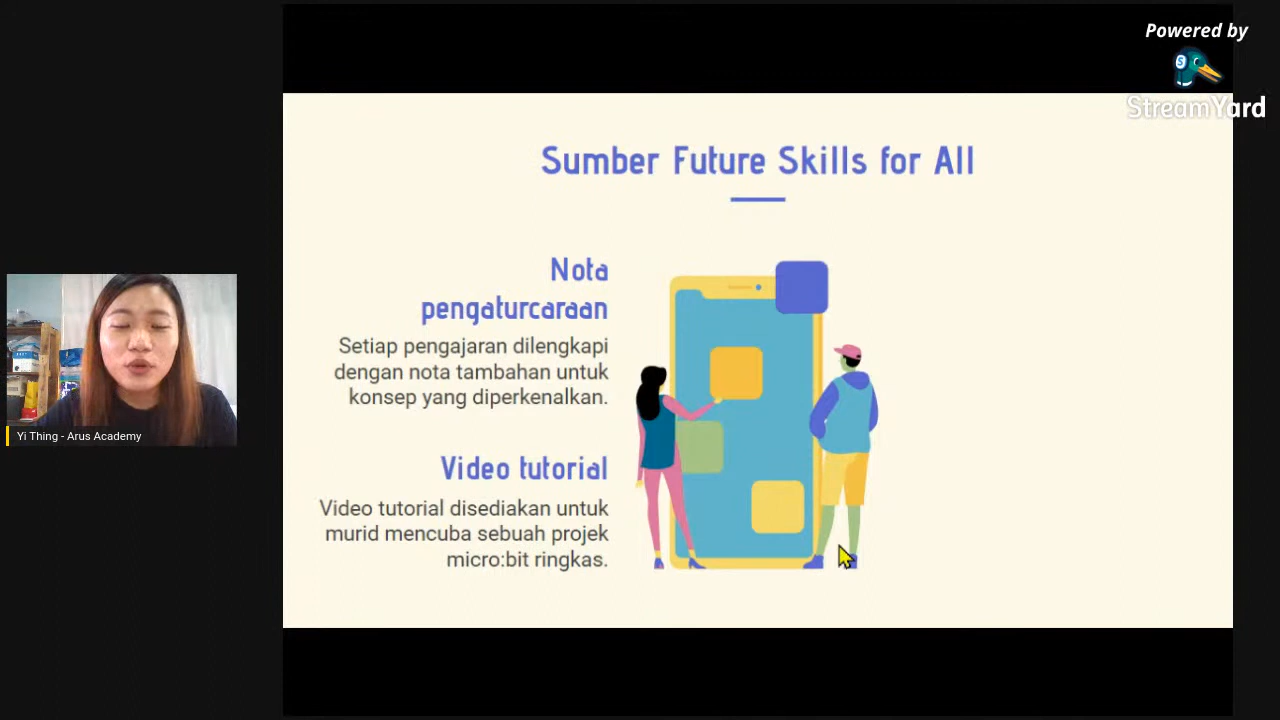 Powered by
StreamYard
Sumber Future Skills for All
Nota
pengaturcaraan
Setiap pengajaran dilengkapi
dengan nota tambahan untuk
konsep yang diperkenalkan.
Video tutorial
Video tutorial disediakan untuk
murid mencuba sebuah projek
micro:bit ringkas.
Yi Thing - Arus Academy